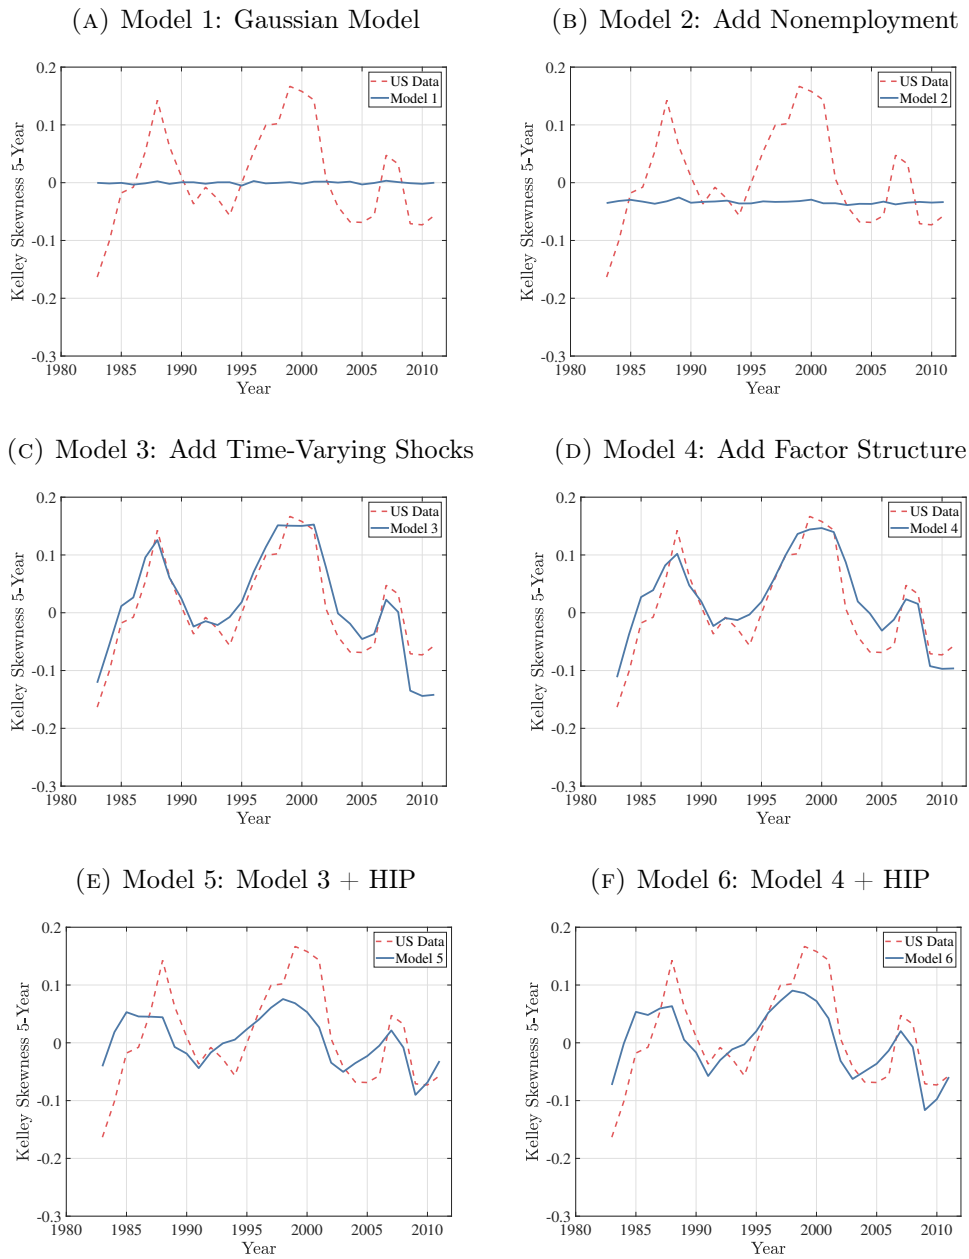 (A) Model 1: Gaussian Model
0.2
0.1
0
-0.1
-0.2
-0.3
Kelley Skewness 5-Year
US Data
Model 1
1980 1985 1990 1995 2000 2005 2010
Year
(B) Model 2: Add Nonemployment
0.2
0.1
0
-0.1
-0.2
-0.3
Kelley Skewness 5-Year
US Data
Model 2
1980 1985 1990 1995 2000 2005 2010
Year
(C) Model 3: Add Time-Varying Shocks
0.2
0.1
0
-0.1
-0.2
-0.3
Kelley Skewness 5-Year
US Data
Model 3
1980 1985 1990 1995 2000 2005 2010
Year
(D) Model 4: Add Factor Structure
0.2
0.1
0
-0.1
-0.2
-0.3
Kelley Skewness 5-Year
US Data
Model 4
1980 1985 1990 1995 2000 2005 2010
Year
(E) Model 5: Model 3 + HIP
0.2
0.1
0
-0.1
-0.2
-0.3
Kelley Skewness 5-Year
US Data
Model 5
1980 1985 1990 1995 2000 2005 2010
Year
(F) Model 6: Model 4 + HIP
0.2
0.1
0
-0.1
-0.2
-0.3
Kelley Skewness 5-Year
US Data
Model 6
1980 1985 1990 1995 2000 2005 2010
Year